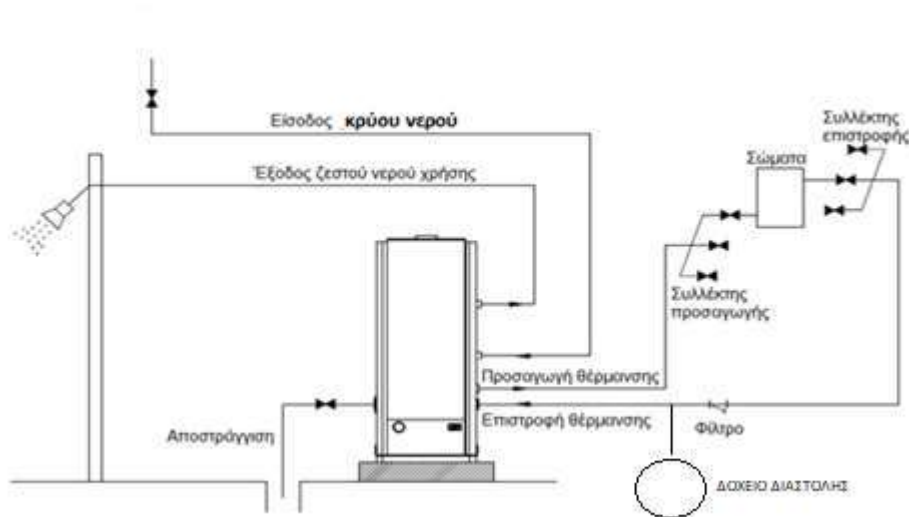 Είσοδος κρύου νερού
Έξοδος ζεστού νερού χρήσης
Συλλέκτης
επιστροφής
Σώματα
Συλλέκτης
προσαγωγής
Προσαγωγή θέρμανσης
Επιστροφή θέρμανσης
Φίλτρο
Αποστράγγιση
ΔΟΧΕΙΟ ΔΙΑΣΤΟΛΗΣ